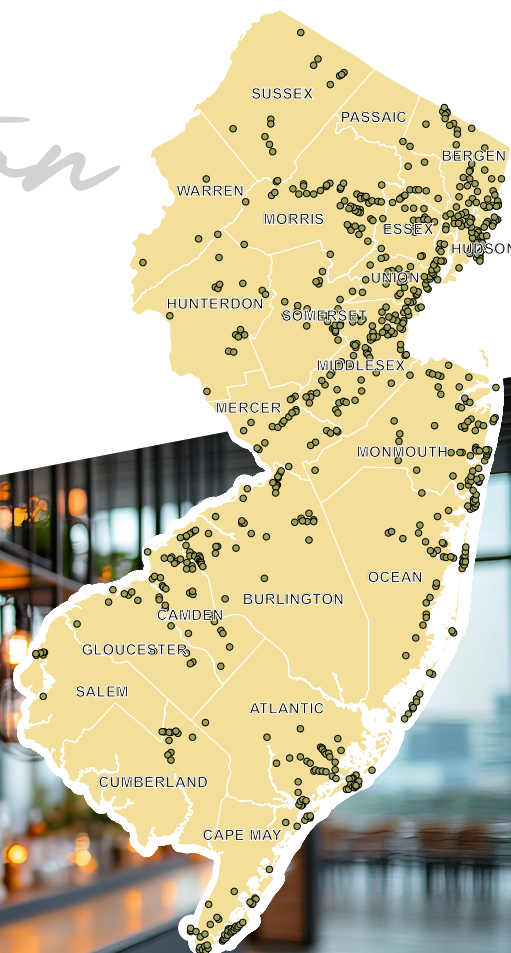 on
SUSSEX
PASSAIC
BERGEN
WARREN
MORRIS
ESSEX
HUDSON
UNION
HUNTERDON
SOMERSET
MIDDLESEX
MERCER
MONMOUTH
OCEAN
BURLINGTON
CAMDEN
GLOUCESTER
SALEM
ATLANTIC
CUMBERLAND
CAPE MAY